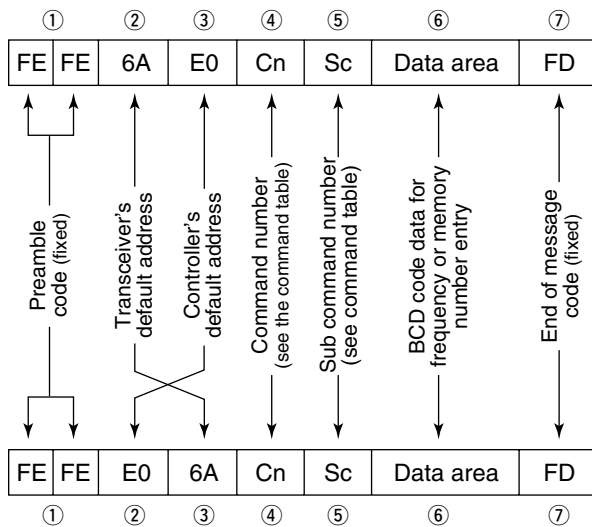 ① ② ③ ④ ⑤ ⑥ ⑦
FE FE 6A E0 Cn Sc Data area FD
Preamble
code (fixed)
Transceiver's
default address
Controller's
default address
Command number
(see the command table)
Sub command number
(see command table)
BCD code data for
frequency or memory
number entry
End of message
code (fixed)
FE FE E0 6A Cn Sc Data area FD
① ② ③ ④ ⑤ ⑥ ⑦